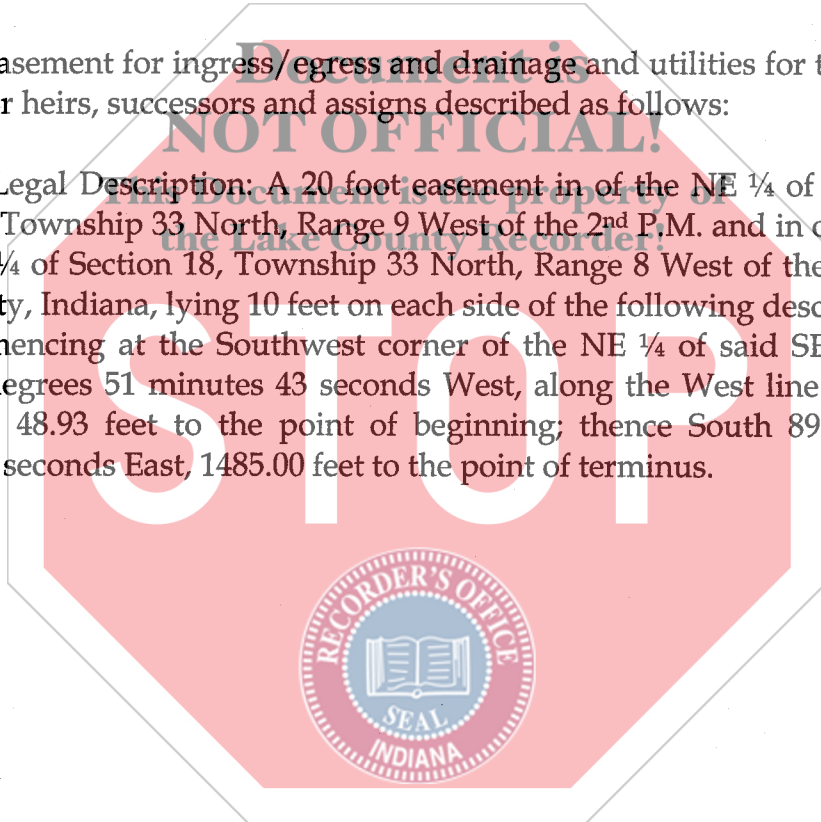 asement for ingress/egress and drainage and utilities for t
r heirs, successors and assigns described as follows:
Document is
NOT OFFICIAL!
This Document is the property of
the Lake County Recorder!
Legal Description: A 20 foot easement in of the NE ¼ of
Township 33 North, Range 9 West of the 2nd P.M. and in
¼ of Section 18, Township 33 North, Range 8 West of the
ty, Indiana, lying 10 feet on each side of the following desc
nencing at the Southwest corner of the NE ¼ of said SE
egrees 51 minutes 43 seconds West, along the West line
48.93 feet to the point of beginning; thence South 89
seconds East, 1485.00 feet to the point of terminus.
STOP
RECORDER'S OFFICE
SEAL
INDIANA